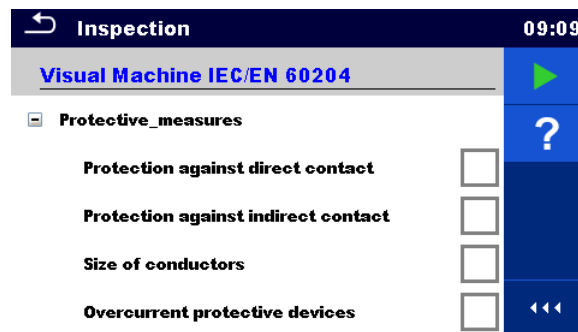 Inspection 09:09
Visual Machine IEC/EN 60204
Protective_measures
?
Protection against direct contact
Protection against indirect contact
Size of conductors
Overcurrent protective devices